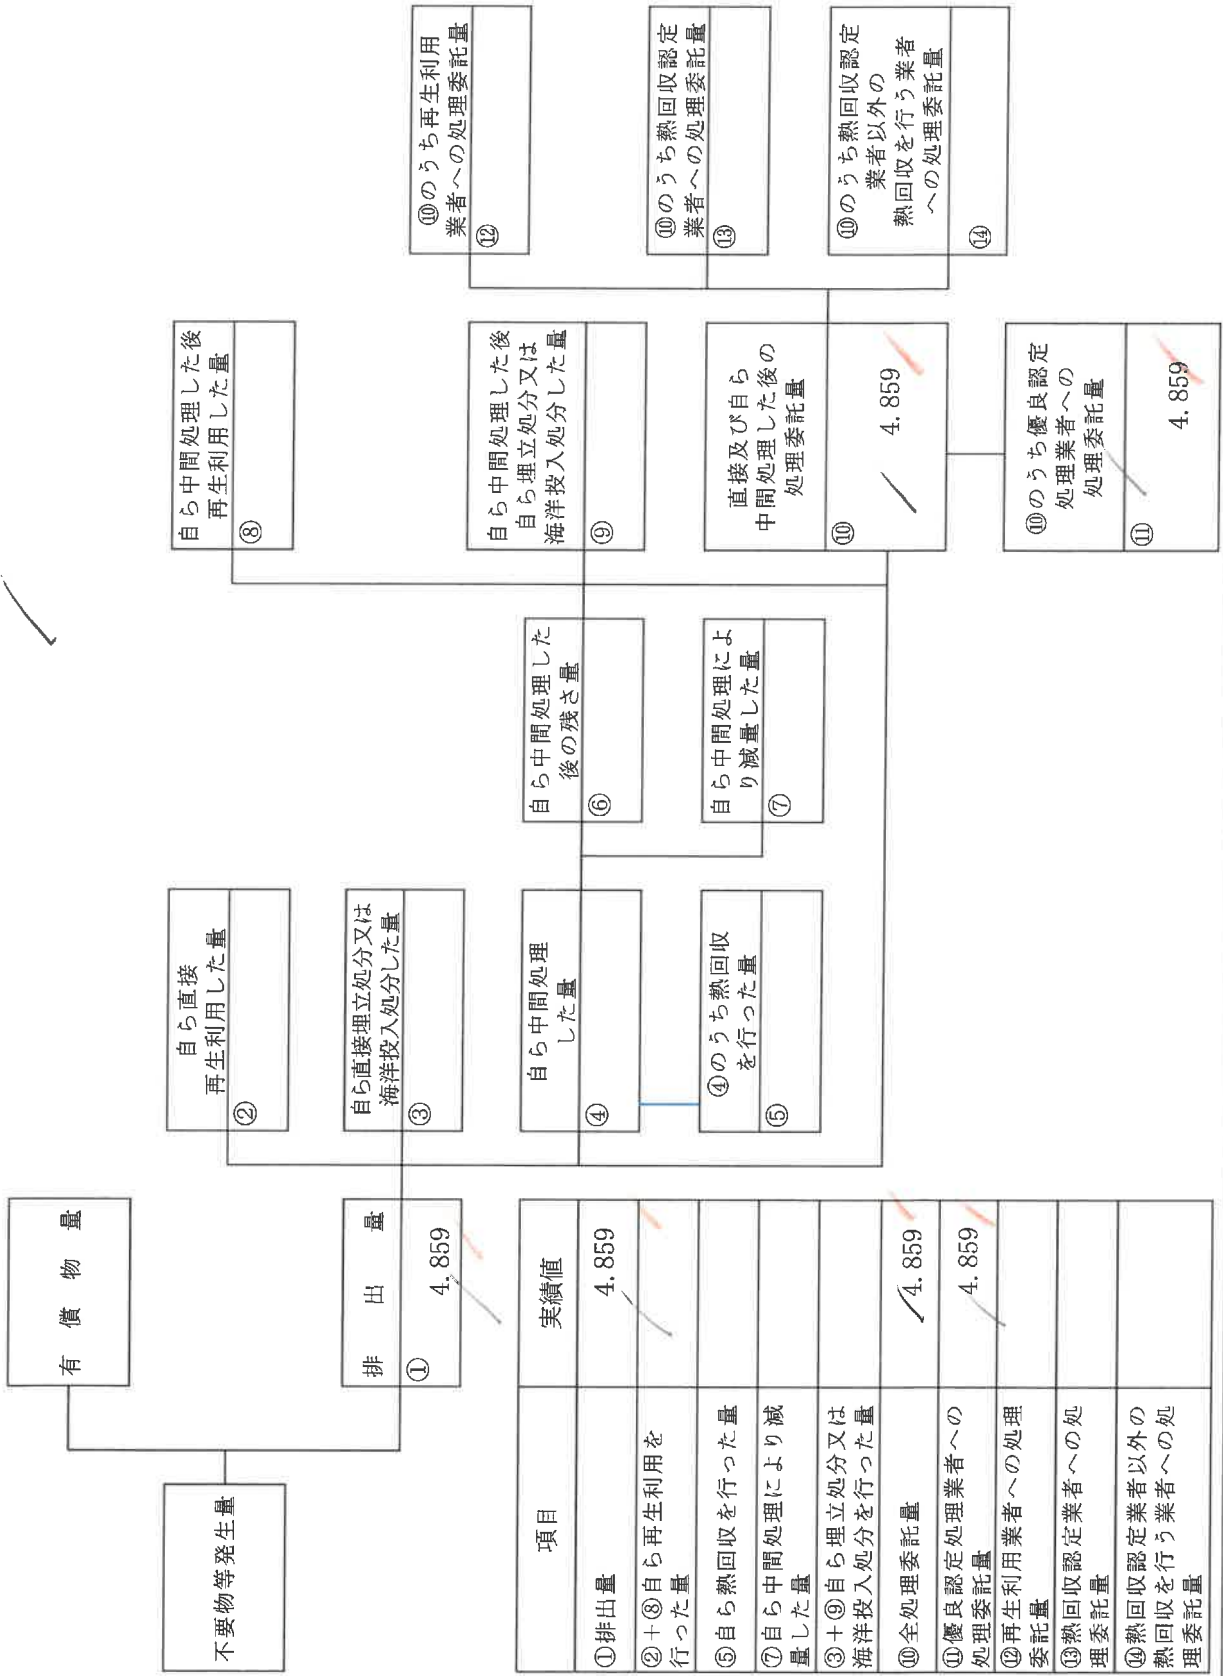 不要物等発生量
有償物量
排出量
①
4.859
自ら直接
再生利用した量
②
自ら直接埋立処分又は
海洋投入処分した量
③
自ら中間処理
した量
④
④のうち熱回収
を行った量
⑤
自ら中間処理した
後の残さ量
⑥
自ら中間処理によ
り減量した量
⑦
自ら中間処理した後
再生利用した量
⑧
自ら中間処理した後
自ら埋立処分又は
海洋投入処分した量
⑨
直接及び自ら
中間処理した後の
処理委託量
⑩
4.859
⑩のうち優良認定
処理業者への
処理委託量
⑪
4.859
⑩のうち再生利用
業者への処理委託量
⑫
⑩のうち熱回収認定
業者への処理委託量
⑬
⑩のうち熱回収認定
業者以外の
熱回収を行う業者
への処理委託量
⑭
項目 実績値
①排出量 4.859
②＋⑧自ら再生利用を
行った量
⑤自ら熱回収を行った量
⑦自ら中間処理により減
量した量
③＋⑨自ら埋立処分又は
海洋投入処分を行った量
⑩全処理委託量 4.859
⑪優良認定処理業者への
処理委託量 4.859
⑫再生利用業者への処理
委託量
⑬熱回収認定業者への処
理委託量
⑭熱回収認定業者以外の
熱回収を行う業者への処
理委託量